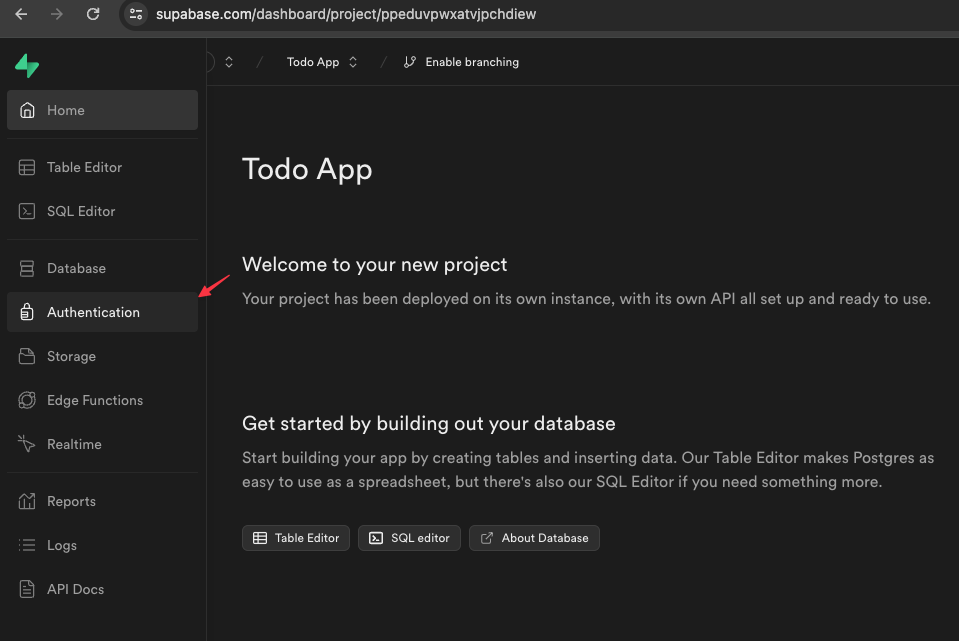 supabase.com/dashboard/project/ppeduvpwxatvjpchdiew
Todo App / Enable branching
Home
Table Editor
SQL Editor
Database
Authentication
Storage
Edge Functions
Realtime
Reports
Logs
API Docs
Todo App
Welcome to your new project
Your project has been deployed on its own instance, with its own API all set up and ready to use.
Get started by building out your database
Start building your app by creating tables and inserting data. Our Table Editor makes Postgres as
easy to use as a spreadsheet, but there's also our SQL Editor if you need something more.
Table Editor SQL editor About Database